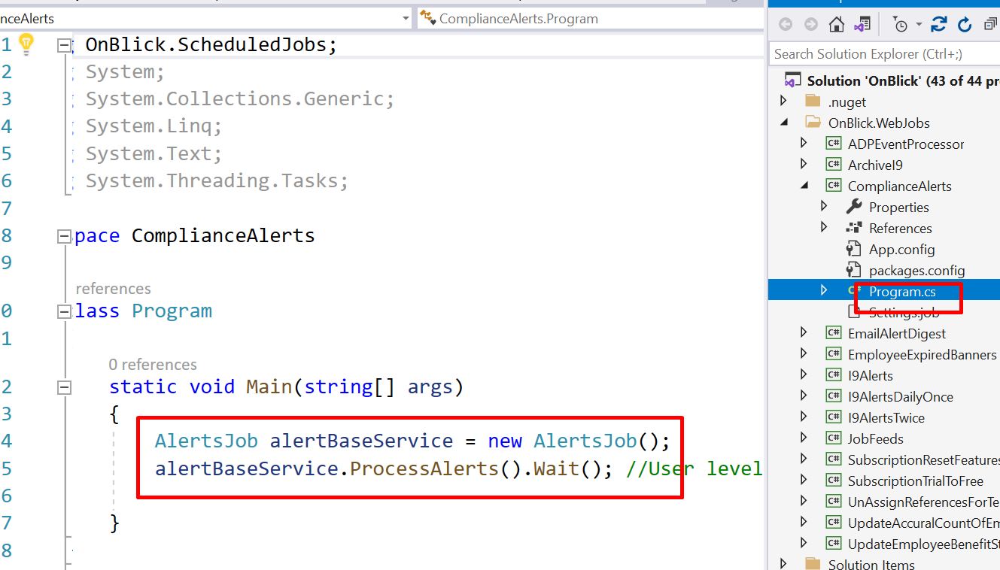 nceAlerts
ComplianceAlerts.Program
1 OnBlick.ScheduledJobs;
2 System;
3 System.Collections.Generic;
4 System.Linq;
5 System.Text;
6 System.Threading.Tasks;
7
8 pace ComplianceAlerts
9
references
0 lass Program
1
0 references
2 static void Main(string[] args)
3 {
4 AlertsJob alertBaseService = new AlertsJob();
5 alertBaseService.ProcessAlerts().Wait(); //User level
6
7 }
8
Search Solution Explorer (Ctrl+;)
Solution 'OnBlick' (43 of 44 pr
.nuget
OnBlick.WebJobs
C# ADPEventProcessor
C# ArchiveI9
C# ComplianceAlerts
Properties
References
App.config
packages.config
C# Program.cs
Settings.job
C# EmailAlertDigest
C# EmployeeExpiredBanners
C# I9Alerts
C# I9AlertsDailyOnce
C# I9AlertsTwice
C# JobFeeds
C# SubscriptionResetFeatures
C# SubscriptionTrialToFree
C# UnAssignReferencesForTe
C# UpdateAccuralCountOfEm
C# UpdateEmployeeBenefitSt
Solution Items